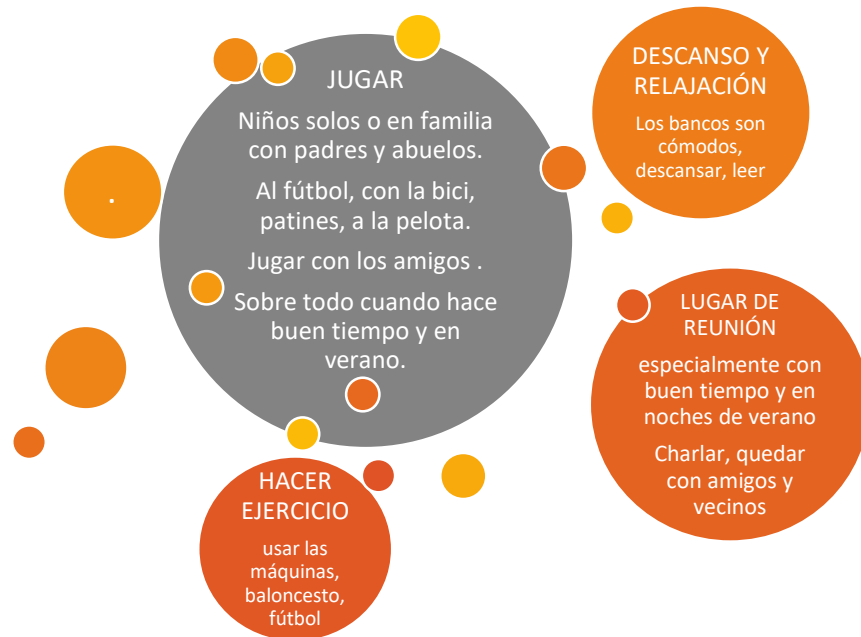 JUGAR
Niños solos o en familia
con padres y abuelos.
Al fútbol, con la bici,
patines, a la pelota.
Jugar con los amigos .
Sobre todo cuando hace
buen tiempo y en
verano.
DESCANSO Y
RELAJACIÓN
Los bancos son
cómodos,
descansar, leer
.
LUGAR DE
REUNIÓN
especialmente con
buen tiempo y en
noches de verano
Charlar, quedar
con amigos y
vecinos
HACER
EJERCICIO
usar las
máquinas,
baloncesto,
fútbol